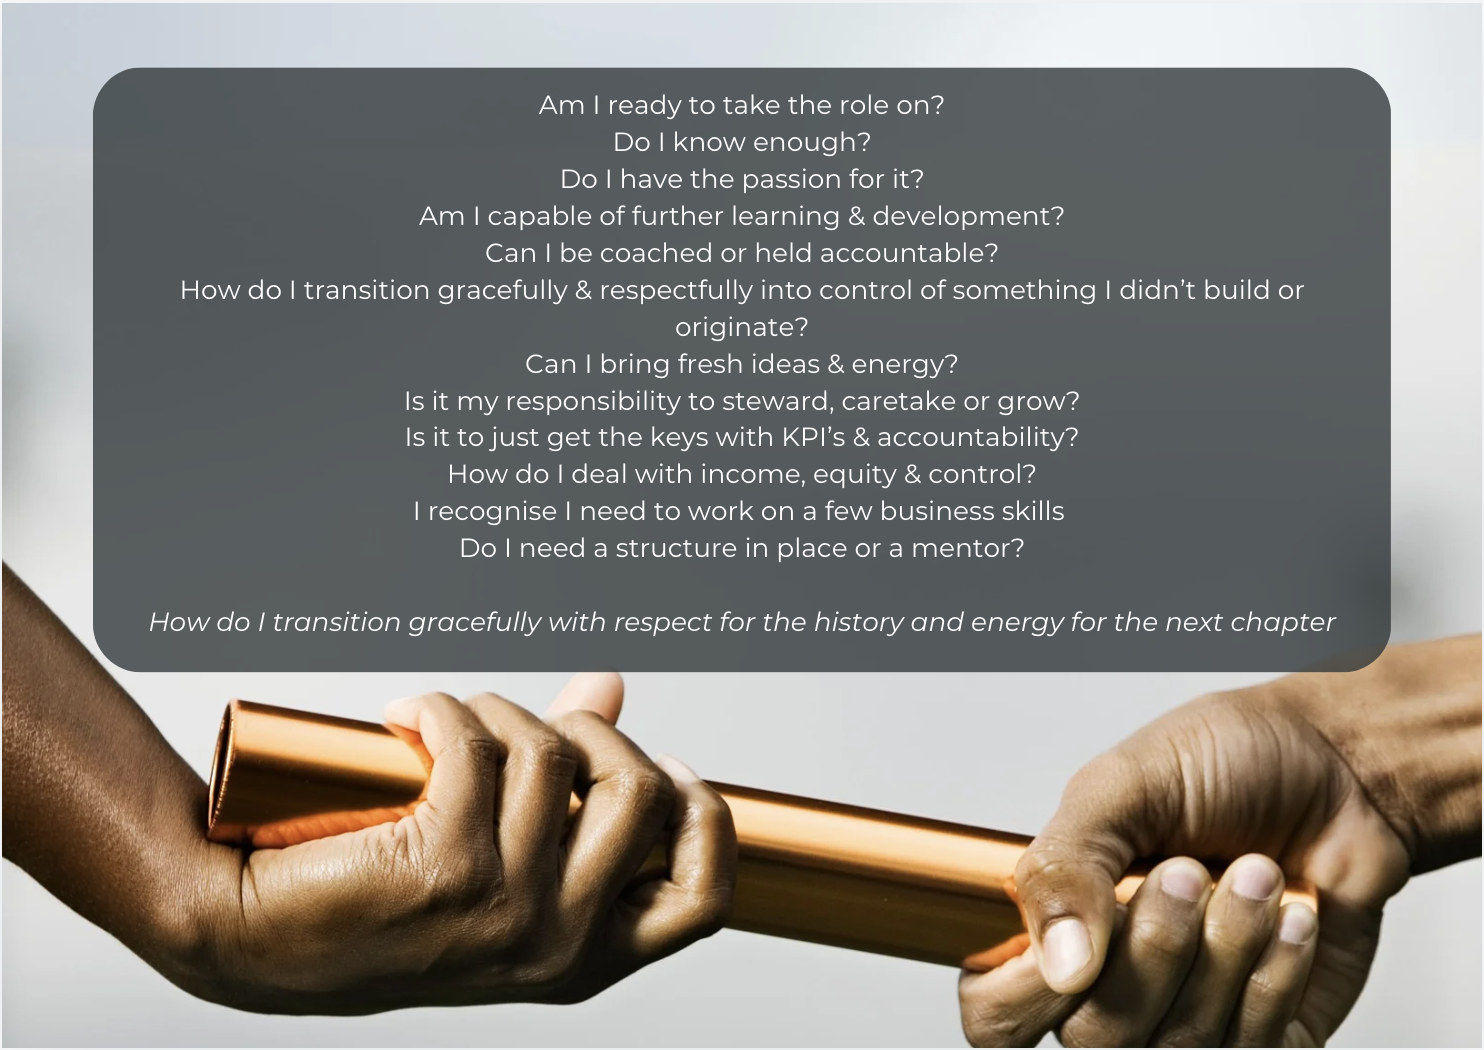 Am I ready to take the role on?
Do I know enough?
Do I have the passion for it?
Am I capable of further learning & development?
Can I be coached or held accountable?
How do I transition gracefully & respectfully into control of something I didn’t build or
originate?
Can I bring fresh ideas & energy?
Is it my responsibility to steward, caretake or grow?
Is it to just get the keys with KPI’s & accountability?
How do I deal with income, equity & control?
I recognise I need to work on a few business skills
Do I need a structure in place or a mentor?
How do I transition gracefully with respect for the history and energy for the next chapter